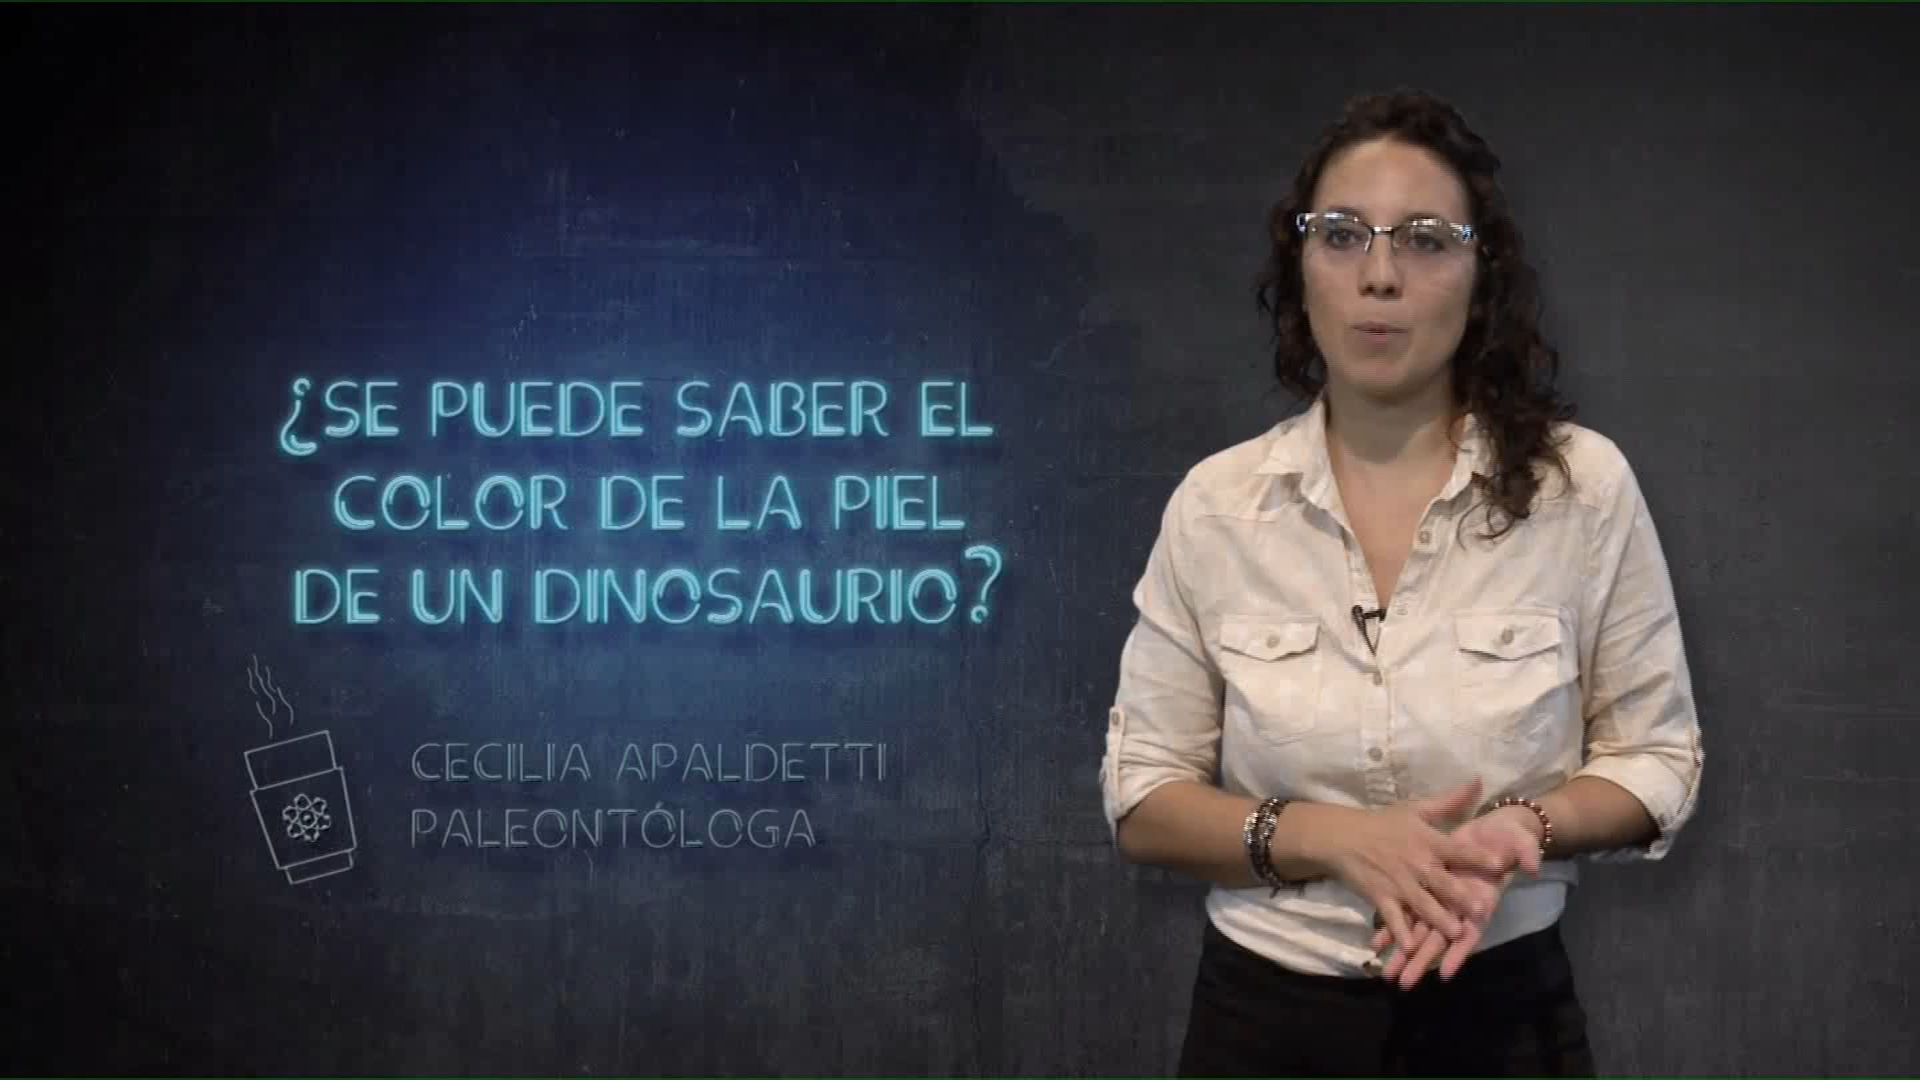 ¿SE PUEDE SABER EL
COLOR DE LA PIEL
DE UN DINOSAURIO?
CECILIA APALDETTI
PALEONTÓLOGA